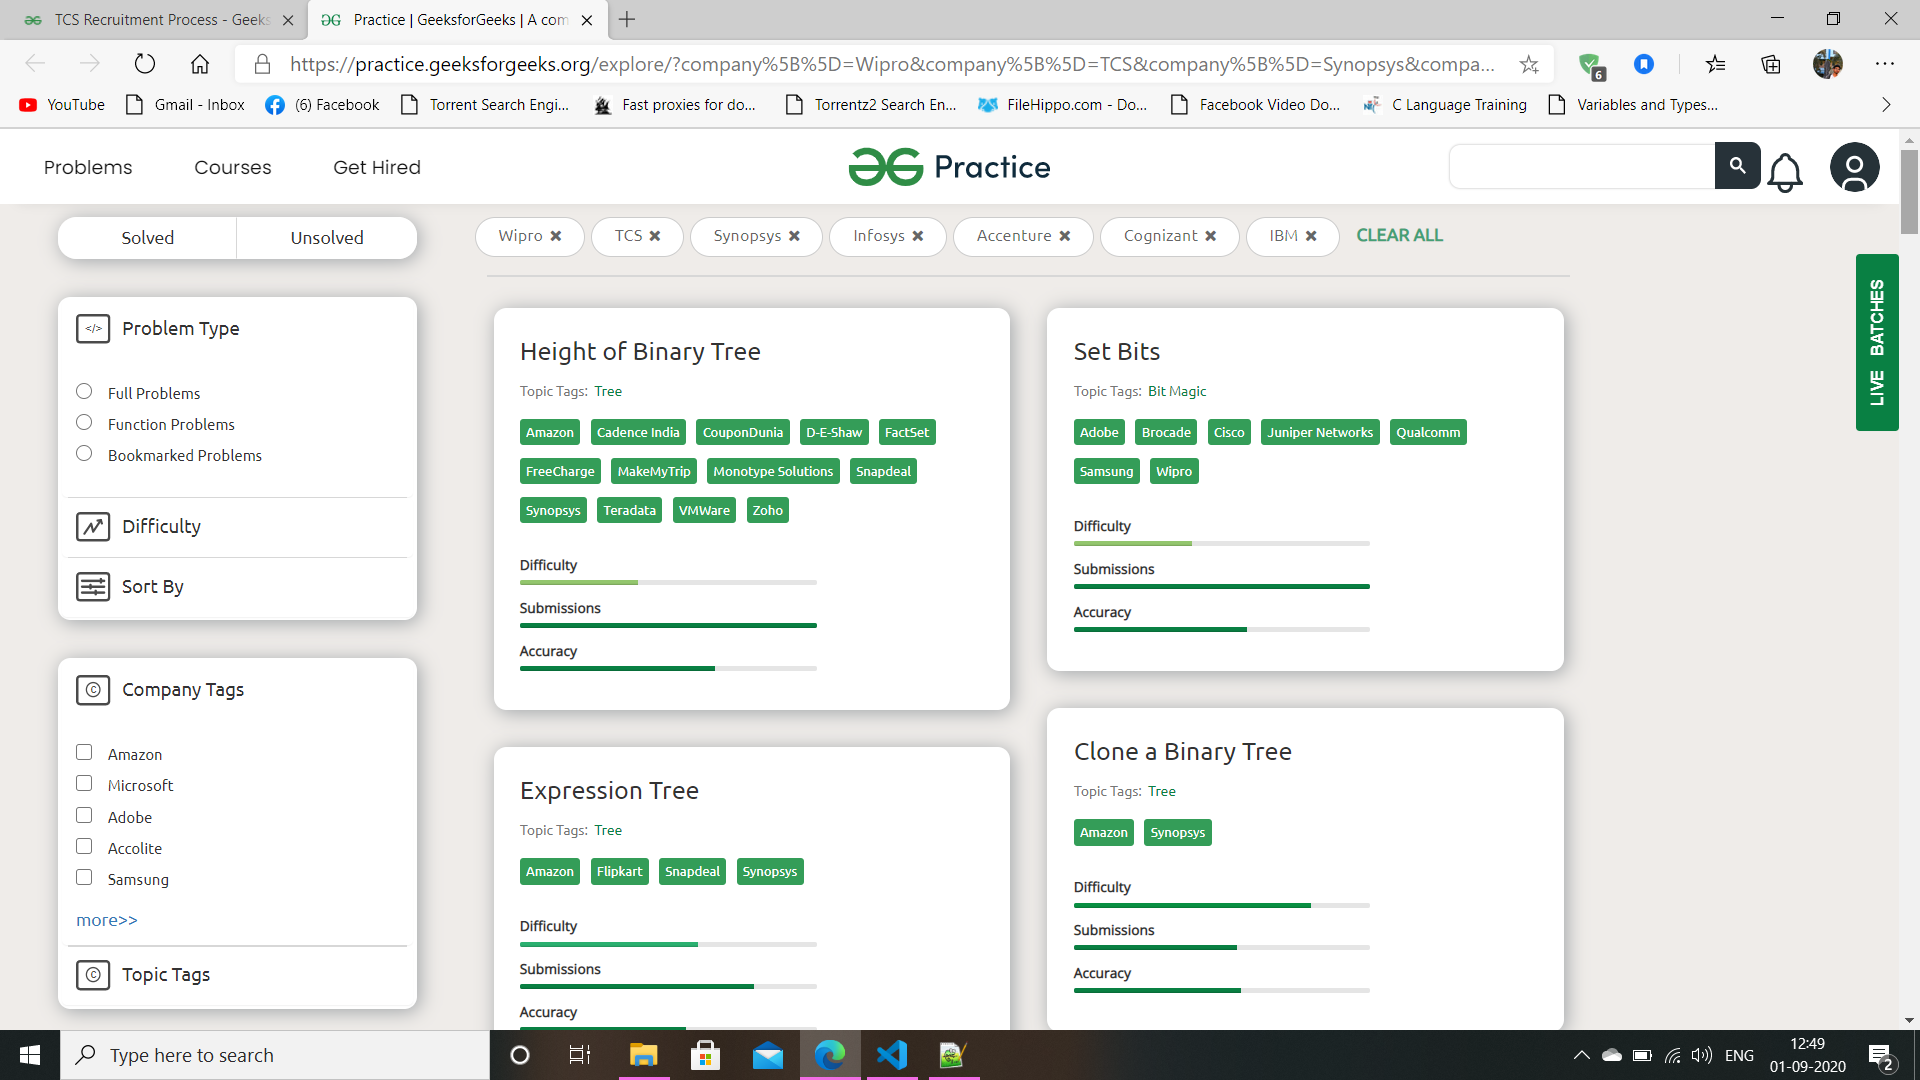 TCS Recruitment Process - Geeks
Practice | GeeksforGeeks | A com
https://practice.geeksforgeeks.org/explore/?company%5B%5D=Wipro&company%5B%5D=TCS&company%5B%5D=Synopsys&compa...
6
YouTube
Gmail - Inbox
(6) Facebook
Torrent Search Engi...
Fast proxies for do...
Torrentz2 Search En...
FileHippo.com - Do...
Facebook Video Do...
C Language Training
Variables and Types...
Problems
Courses
Get Hired
Practice
Solved
Unsolved
Wipro ✖
TCS ✖
Synopsys ✖
Infosys ✖
Accenture ✖
Cognizant ✖
IBM ✖
CLEAR ALL
LIVE BATCHES
</> Problem Type
Full Problems
Function Problems
Bookmarked Problems
Difficulty
Sort By
Company Tags
Amazon
Microsoft
Adobe
Accolite
Samsung
more>>
Topic Tags
Height of Binary Tree
Topic Tags: Tree
Amazon Cadence India CouponDunia D-E-Shaw FactSet
FreeCharge MakeMyTrip Monotype Solutions Snapdeal
Synopsys Teradata VMWare Zoho
Difficulty
Submissions
Accuracy
Set Bits
Topic Tags: Bit Magic
Adobe Brocade Cisco Juniper Networks Qualcomm
Samsung Wipro
Difficulty
Submissions
Accuracy
Expression Tree
Topic Tags: Tree
Amazon Flipkart Snapdeal Synopsys
Difficulty
Submissions
Accuracy
Clone a Binary Tree
Topic Tags: Tree
Amazon Synopsys
Difficulty
Submissions
Accuracy
Type here to search
ENG
12:49
01-09-2020
2